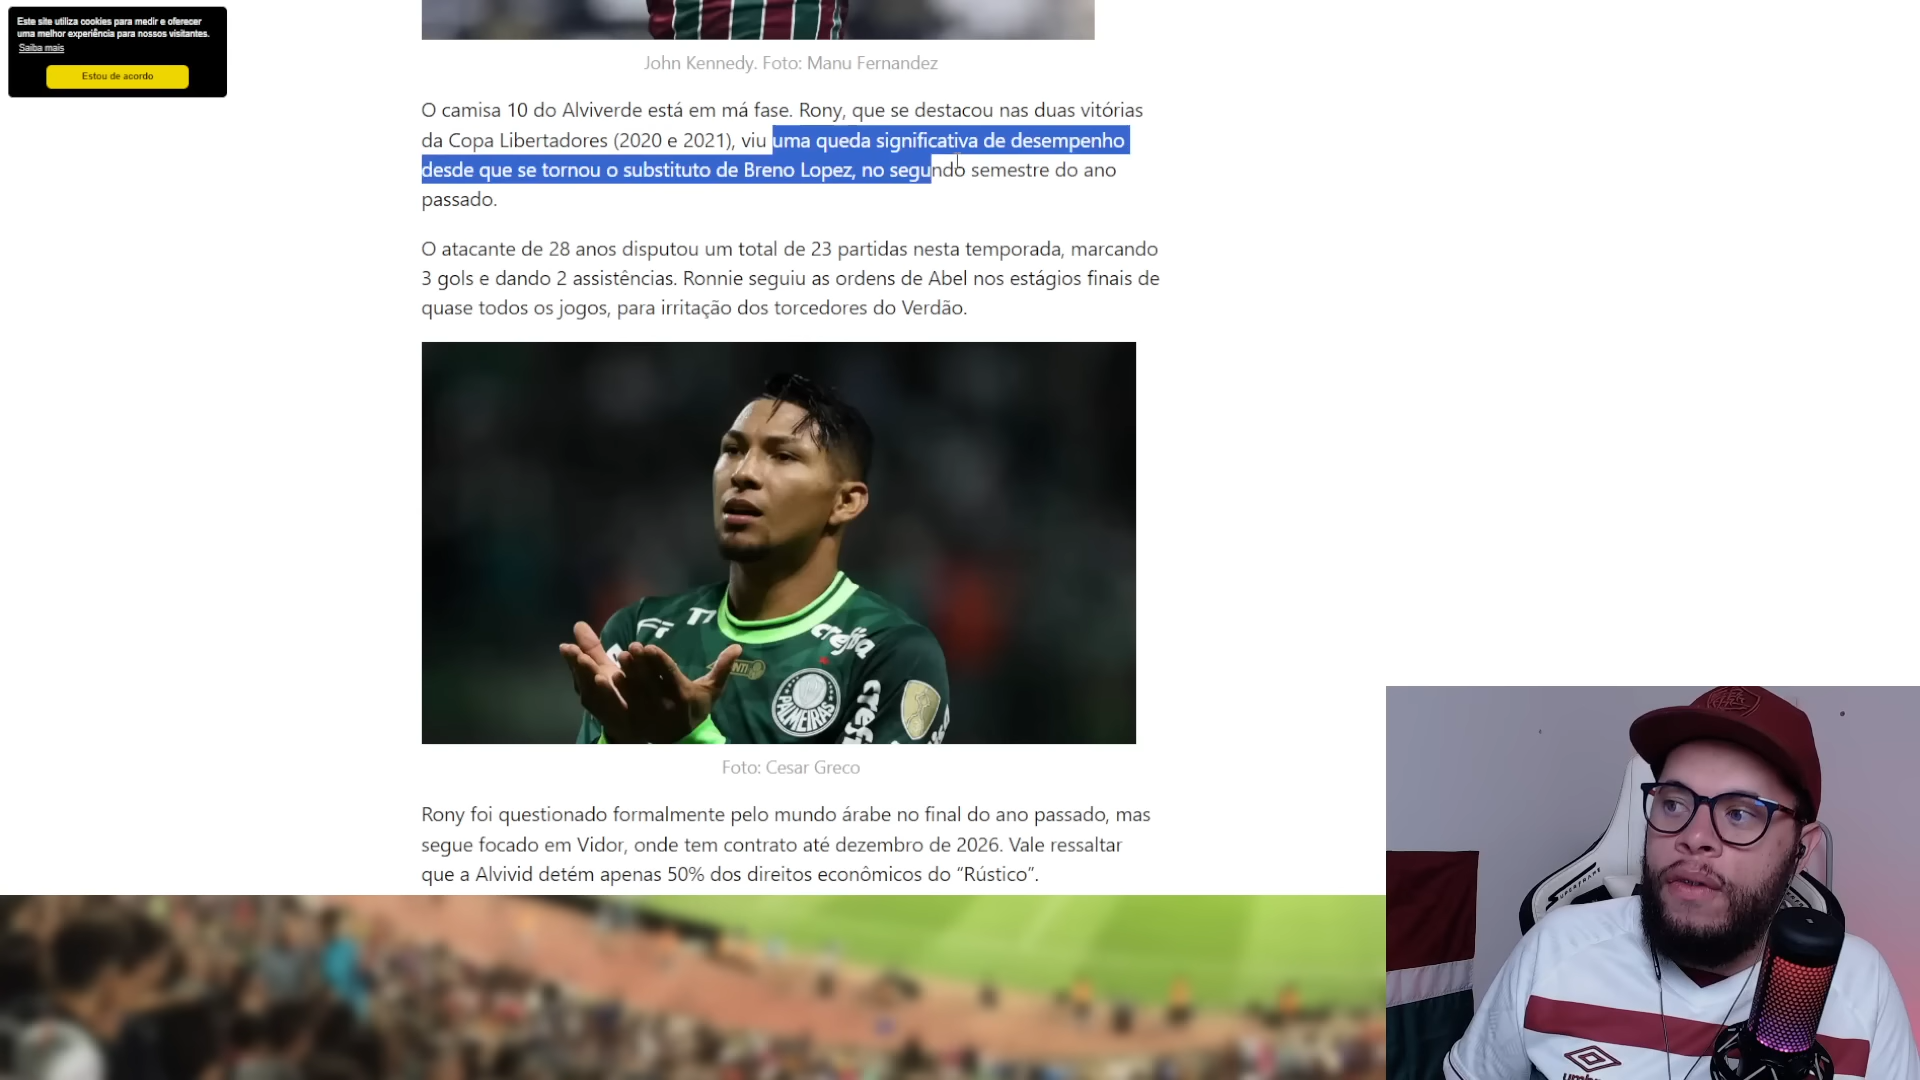 Este site utiliza cookies para medir e oferecer
uma melhor experiência para nossos visitantes.
Saiba mais
Estou de acordo
John Kennedy. Foto: Manu Fernandez
O camisa 10 do Alviverde está em má fase. Rony, que se destacou nas duas vitórias
da Copa Libertadores (2020 e 2021), viu uma queda significativa de desempenho
desde que se tornou o substituto de Breno Lopez, no segundo semestre do ano
passado.
O atacante de 28 anos disputou um total de 23 partidas nesta temporada, marcando
3 gols e dando 2 assistências. Ronnie seguiu as ordens de Abel nos estágios finais de
quase todos os jogos, para irritação dos torcedores do Verdão.
crefisa
PALMEIRAS
Foto: Cesar Greco
Rony foi questionado formalmente pelo mundo árabe no final do ano passado, mas
segue focado em Vidor, onde tem contrato até dezembro de 2026. Vale ressaltar
que a Alvivid detém apenas 50% dos direitos econômicos do “Rústico”.